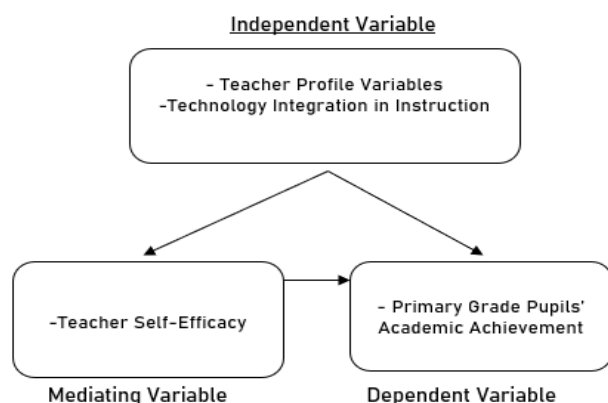 Independent Variable
- Teacher Profile Variables
-Technology Integration in Instruction
-Teacher Self-Efficacy
- Primary Grade Pupils'
Academic Achievement
Mediating Variable
Dependent Variable